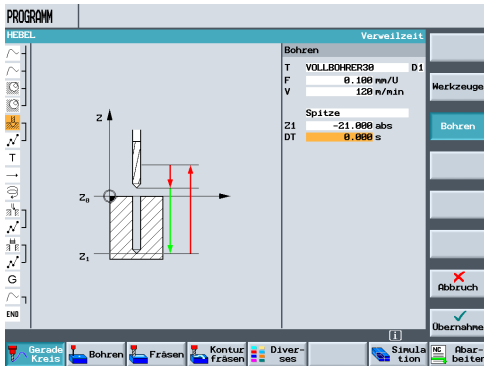 PROGRAMM
HEBEL
Verweilzeit
Bohren
T VOLLBOHRER30 D1
F 0.100 mm/U
V 120 m/min
Spitze
Z1 -21.000 abs
DT 0.000 s
Z
Z0
Z1
T
G
END
Werkzeuge
Bohren
Abbruch
Übernahme
i
Gerade
Kreis
Bohren
Fräsen
Kontur
fräsen
Diver-
ses
Simula
tion
NC
Abar-
beiter